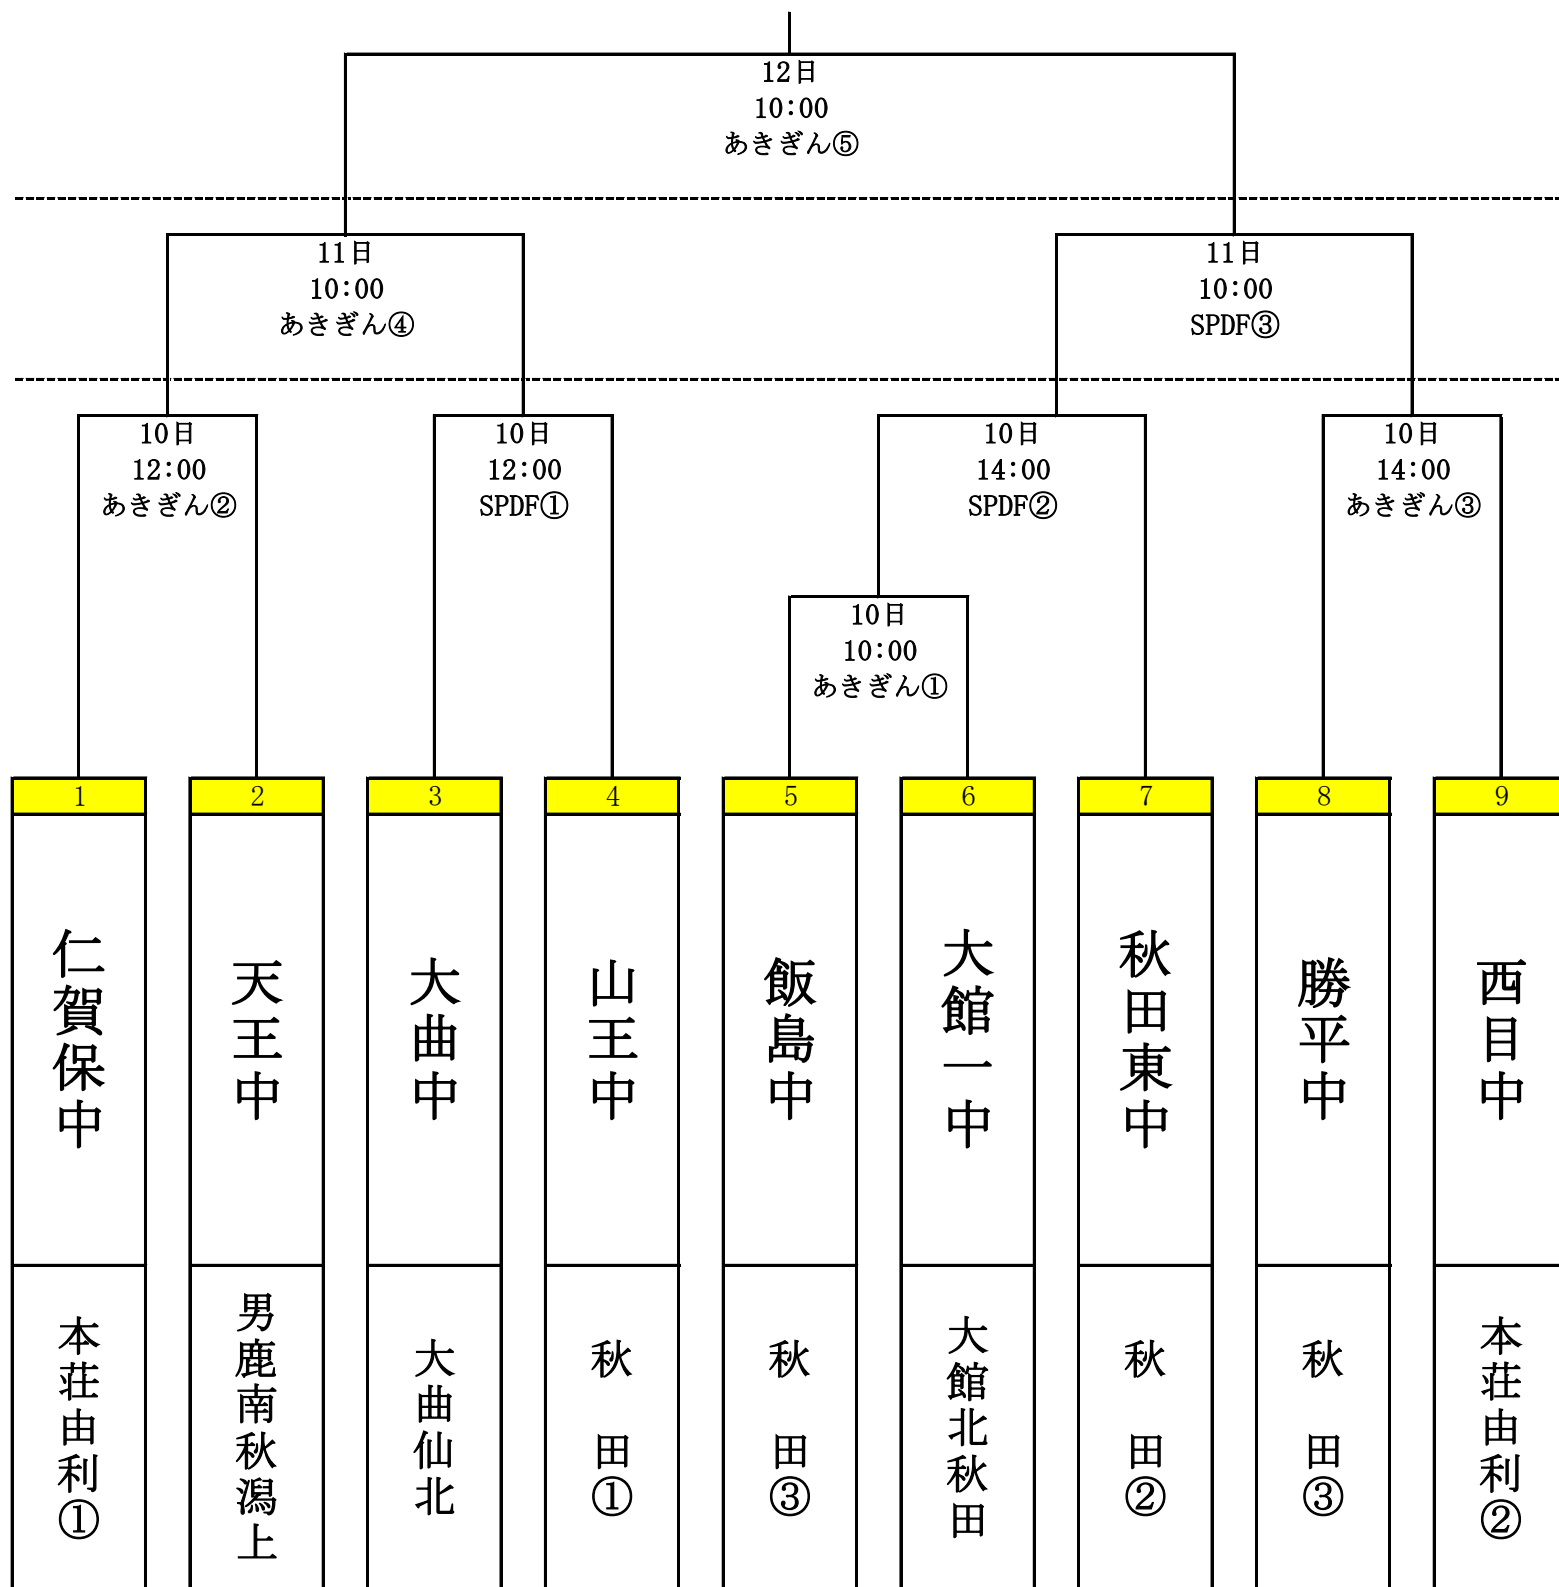 12日
10:00
あきぎん⑤
11日
10:00
あきぎん④
11日
10:00
SPDF③
10日
12:00
あきぎん②
10日
12:00
SPDF①
10日
14:00
SPDF②
10日
14:00
あきぎん③
10日
10:00
あきぎん①
1
2
3
4
5
6
7
8
9
仁賀保中
天王中
大曲中
山王中
飯島中
大館一中
秋田東中
勝平中
西目中
本荘由利①
男鹿南秋潟上
大曲仙北
秋田①
秋田③
大館北秋田
秋田②
秋田③
本荘由利②